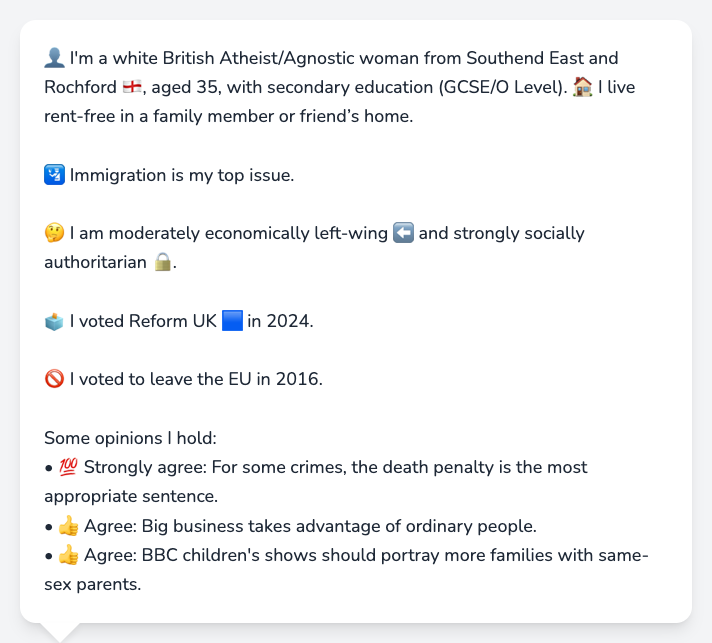 👤 I'm a white British Atheist/Agnostic woman from Southend East and
Rochford 🏴󠁧󠁢󠁥󠁮󠁧󠁿, aged 35, with secondary education (GCSE/O Level). 🏠 I live
rent-free in a family member or friend’s home.
🛂 Immigration is my top issue.
🤔 I am moderately economically left-wing ⬅️ and strongly socially
authoritarian 🔒.
🗳️ I voted Reform UK 🟦 in 2024.
🚫 I voted to leave the EU in 2016.
Some opinions I hold:
• 💯 Strongly agree: For some crimes, the death penalty is the most
appropriate sentence.
• 👍 Agree: Big business takes advantage of ordinary people.
• 👍 Agree: BBC children's shows should portray more families with same-
sex parents.